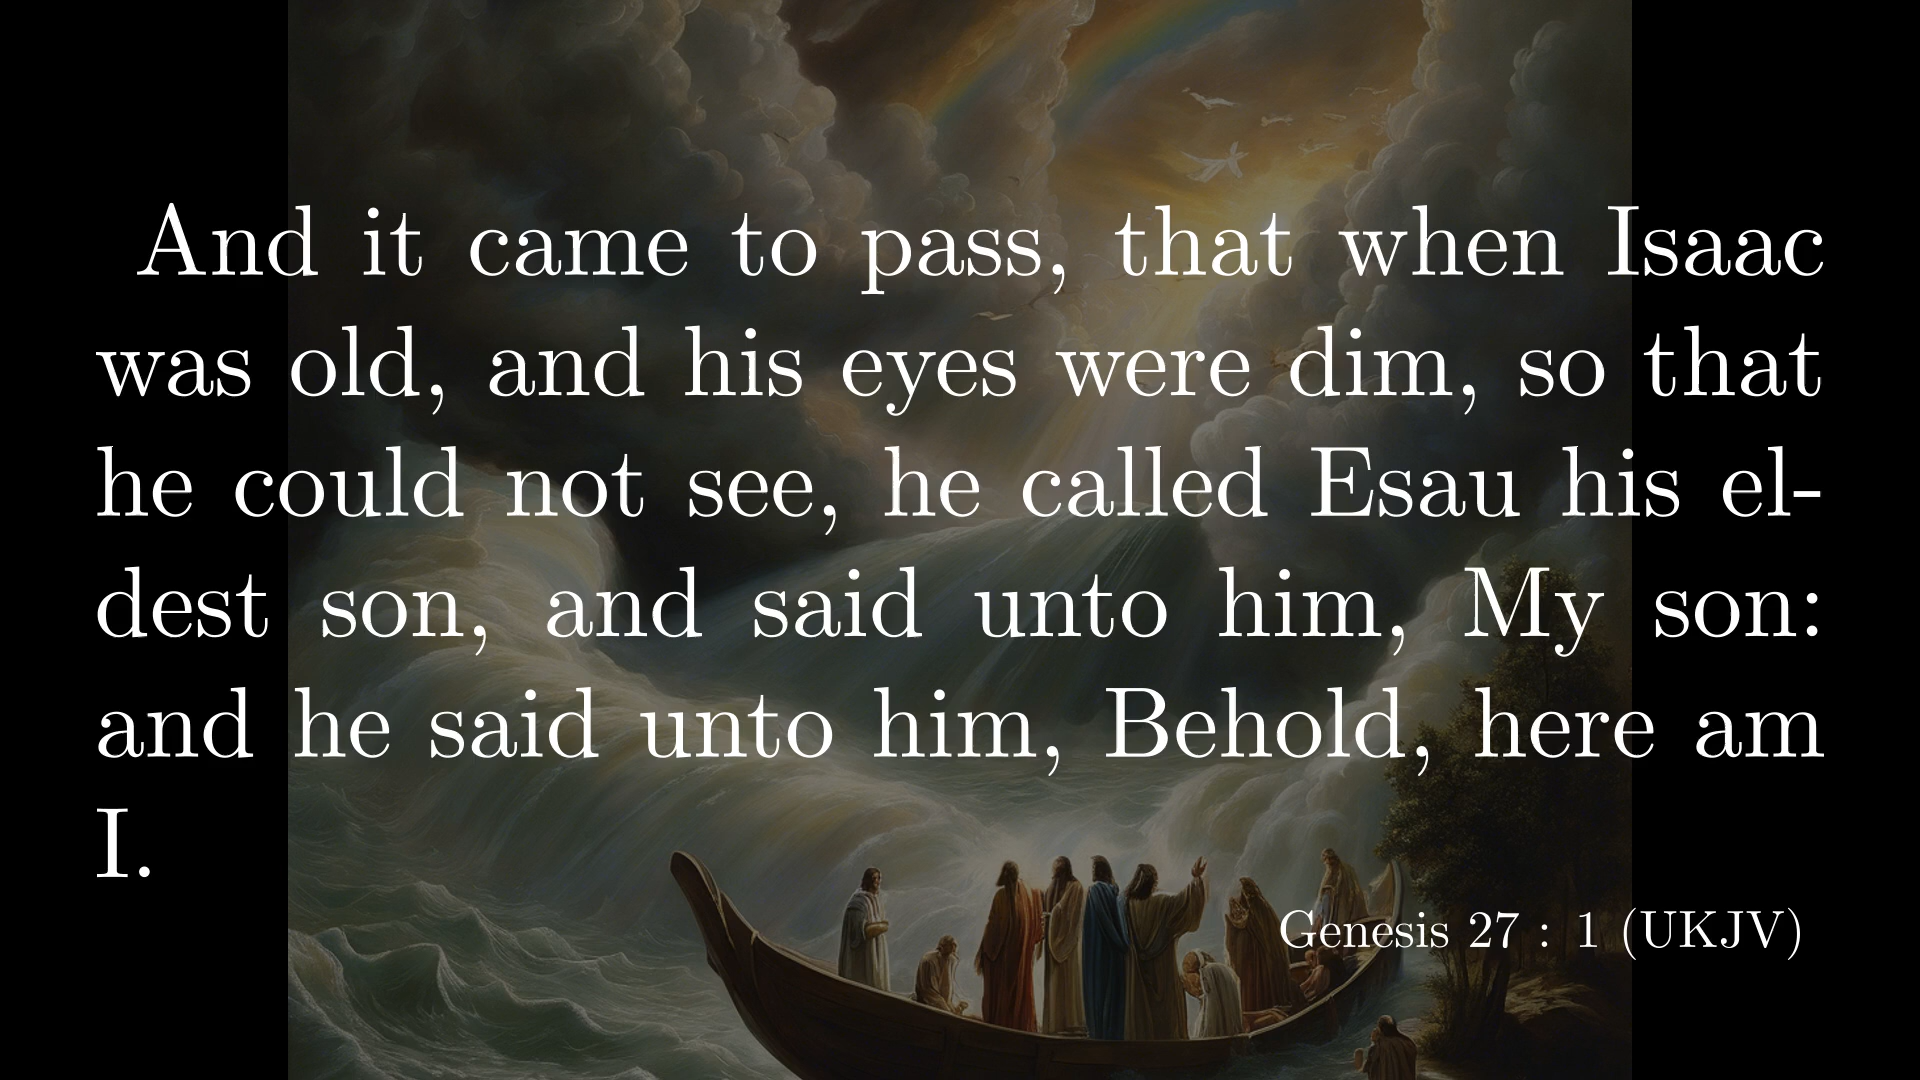 And it came to pass, that when Isaac
was old, and his eyes were dim, so that
he could not see, he called Esau his el-
dest son, and said unto him, My son:
and he said unto him, Behold, here am
I.
Genesis 27 : 1 (UKJV)